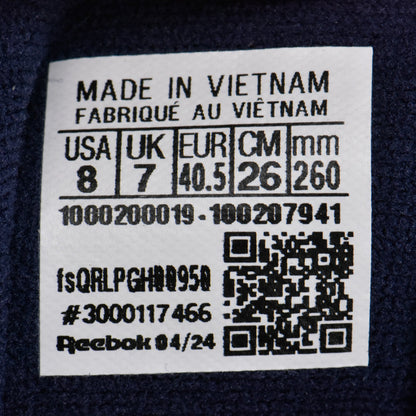 MADE IN VIETNAM
FABRIQUÉ AU VIÊTNAM
USA UK EUR CM mm
8 7 40.5 26 260
1000200019-100207941
fsQRLPGH00950
#3000117466
Reebok 04/24